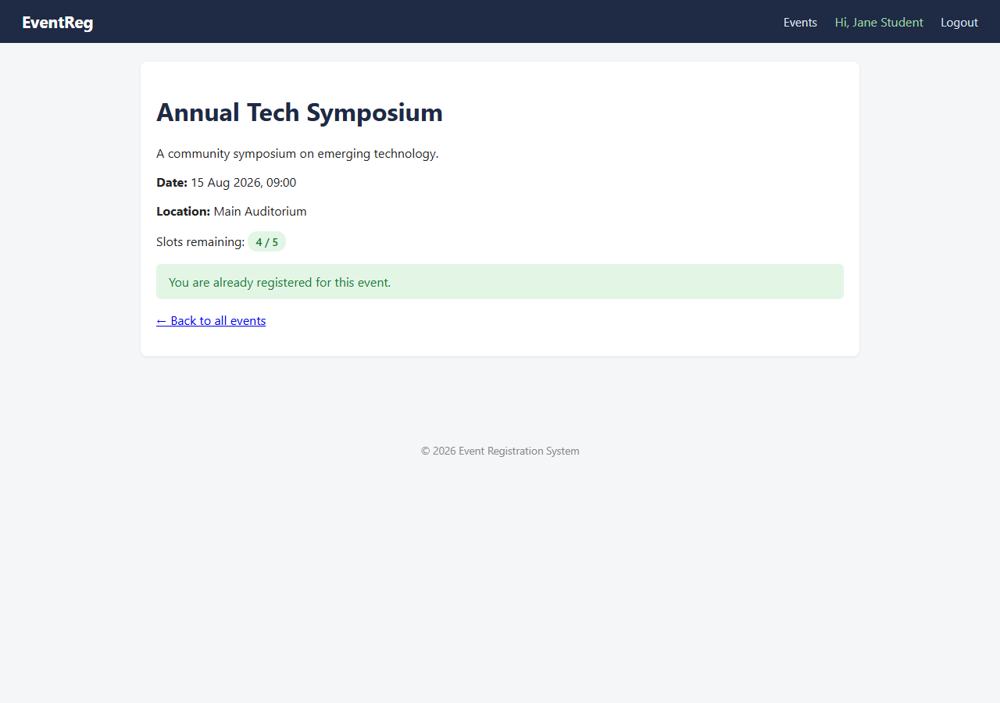 EventReg
Events Hi, Jane Student Logout
Annual Tech Symposium
A community symposium on emerging technology.
Date: 15 Aug 2026, 09:00
Location: Main Auditorium
Slots remaining: 4 / 5
You are already registered for this event.
← Back to all events
© 2026 Event Registration System